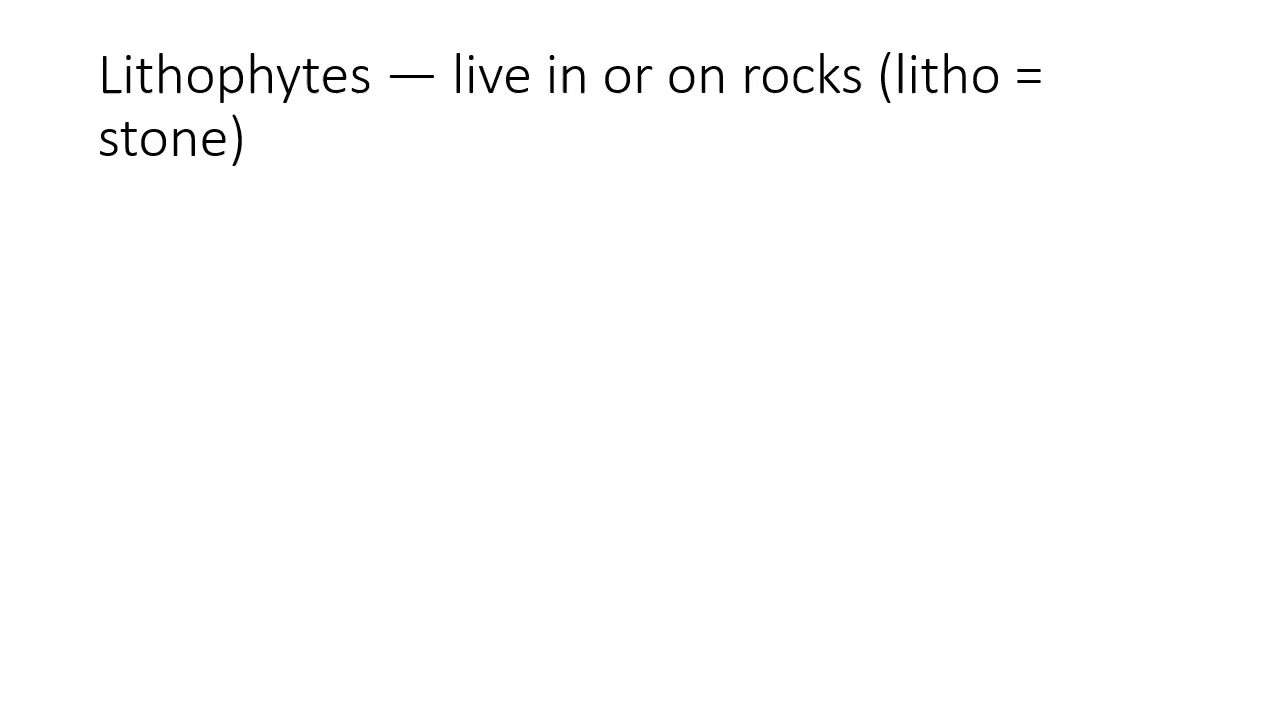 Lithophytes — live in or on rocks (litho =
stone)